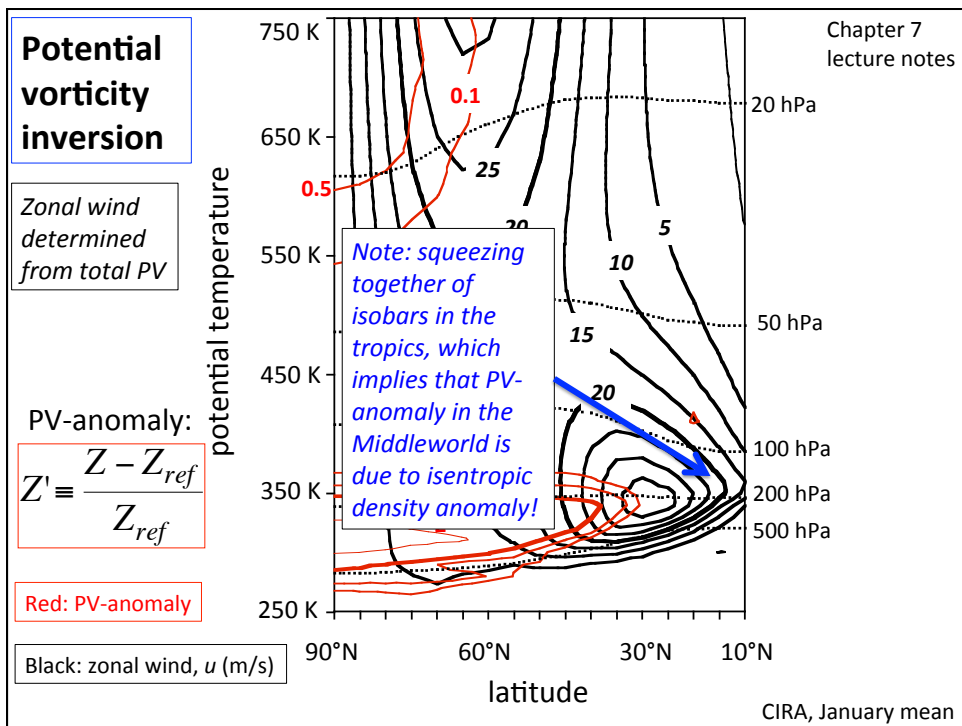 Potential
vorticity
inversion
Chapter 7
lecture notes
Zonal wind
determined
from total PV
PV-anomaly:
Z' ≡ (Z − Z_ref) / Z_ref
Red: PV-anomaly
Black: zonal wind, u (m/s)
potential temperature
750 K
650 K
550 K
450 K
350 K
250 K
0.1
0.5
25
20
5
10
15
20
Note: squeezing
together of
isobars in the
tropics, which
implies that PV-
anomaly in the
Middleworld is
due to isentropic
density anomaly!
20 hPa
50 hPa
100 hPa
200 hPa
500 hPa
90°N
60°N
30°N
10°N
latitude
CIRA, January mean